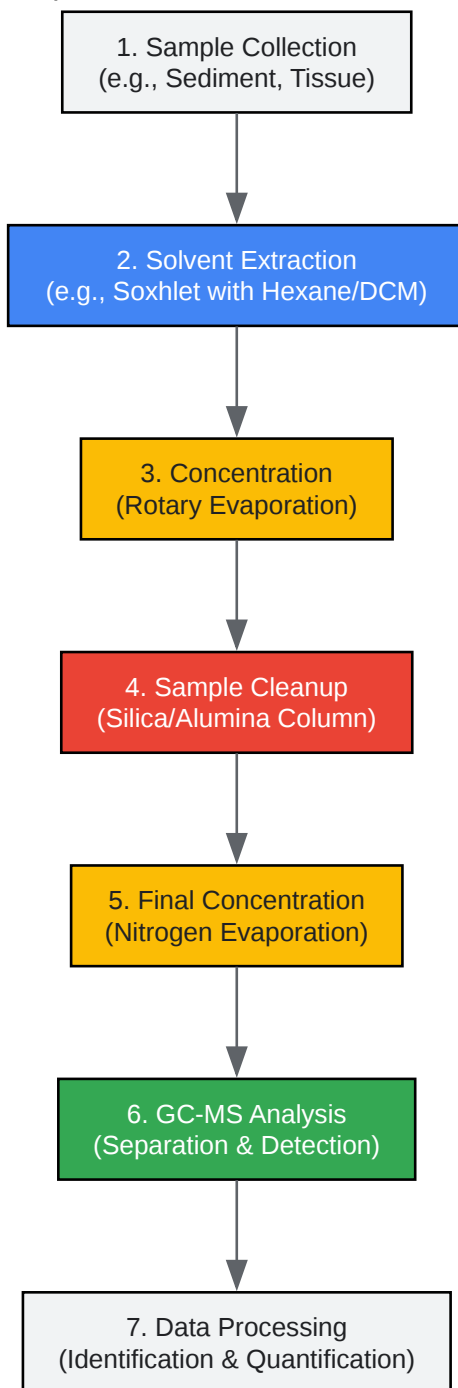 1. Sample Collection
(e.g., Sediment, Tissue)
2. Solvent Extraction
(e.g., Soxhlet with Hexane/DCM)
3. Concentration
(Rotary Evaporation)
4. Sample Cleanup
(Silica/Alumina Column)
5. Final Concentration
(Nitrogen Evaporation)
6. GC-MS Analysis
(Separation & Detection)
7. Data Processing
(Identification & Quantification)